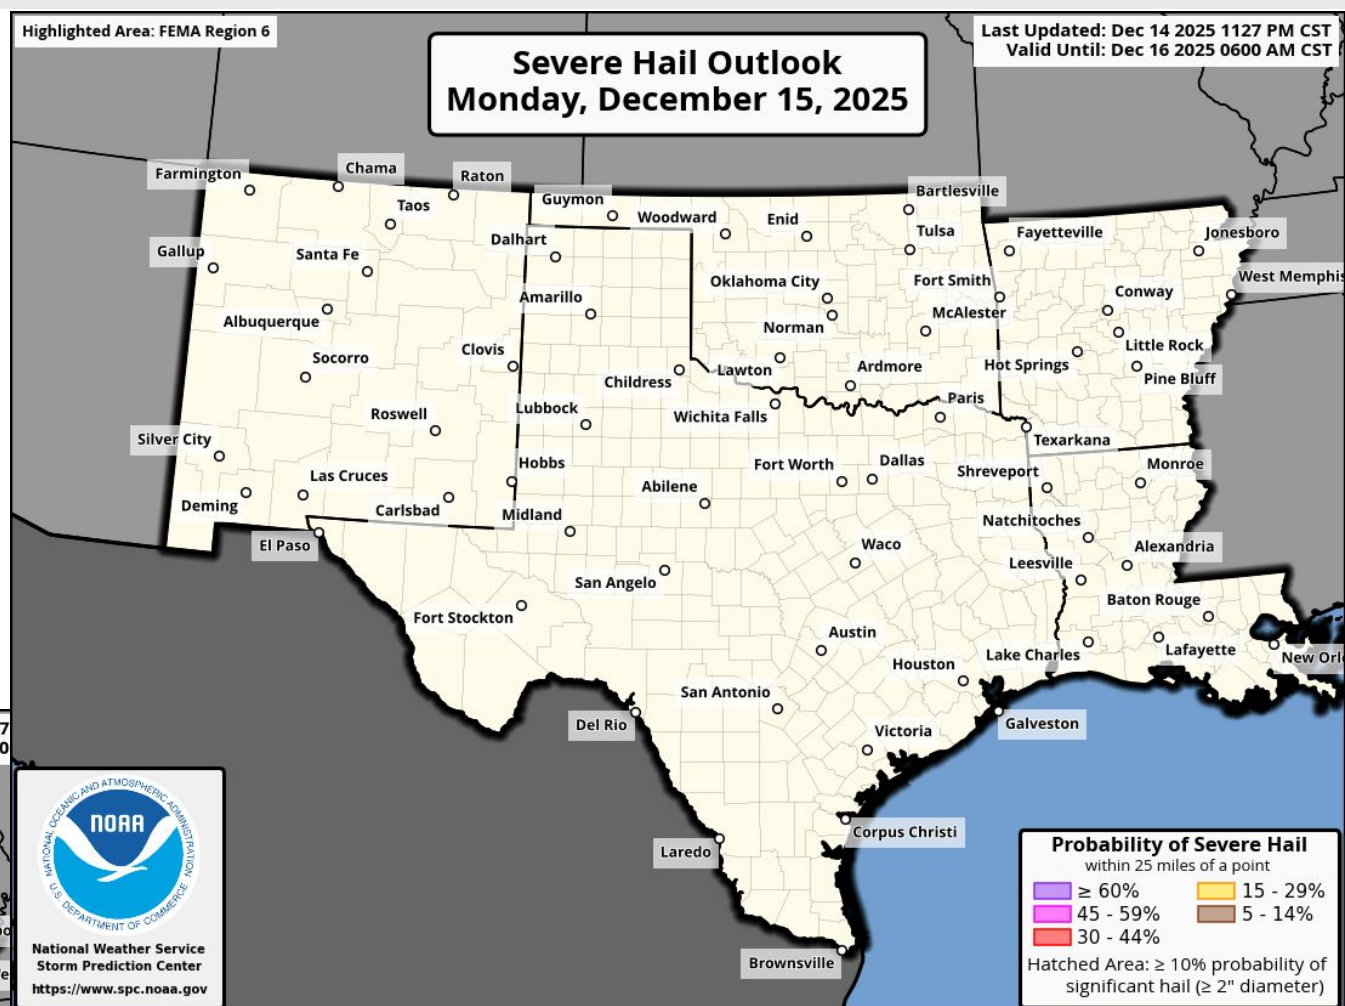 Highlighted Area: FEMA Region 6
Last Updated: Dec 14 2025 1127 PM CST
Valid Until: Dec 16 2025 0600 AM CST
Severe Hail Outlook
Monday, December 15, 2025
Farmington
Chama
Raton
Guymon
Bartlesville
Taos
Woodward
Enid
Tulsa
Fayetteville
Jonesboro
Gallup
Santa Fe
Dalhart
Oklahoma City
Fort Smith
West Memphis
Amarillo
Conway
Albuquerque
Norman
McAlester
Little Rock
Socorro
Clovis
Childress
Lawton
Ardmore
Hot Springs
Pine Bluff
Roswell
Lubbock
Wichita Falls
Paris
Silver City
Texarkana
Las Cruces
Hobbs
Abilene
Fort Worth
Dallas
Shreveport
Monroe
Deming
Carlsbad
Midland
Natchitoches
El Paso
Waco
Alexandria
San Angelo
Leesville
Fort Stockton
Baton Rouge
Austin
Houston
Lake Charles
Lafayette
New Orl
San Antonio
Del Rio
Victoria
Galveston
7
0
Corpus Christi
Laredo
Brownsville
NOAA
NATIONAL OCEANIC AND ATMOSPHERIC ADMINISTRATION
U.S. DEPARTMENT OF COMMERCE
National Weather Service
Storm Prediction Center
https://www.spc.noaa.gov
Probability of Severe Hail
within 25 miles of a point
≥ 60%
15 - 29%
45 - 59%
5 - 14%
30 - 44%
Hatched Area: ≥ 10% probability of
significant hail (≥ 2" diameter)